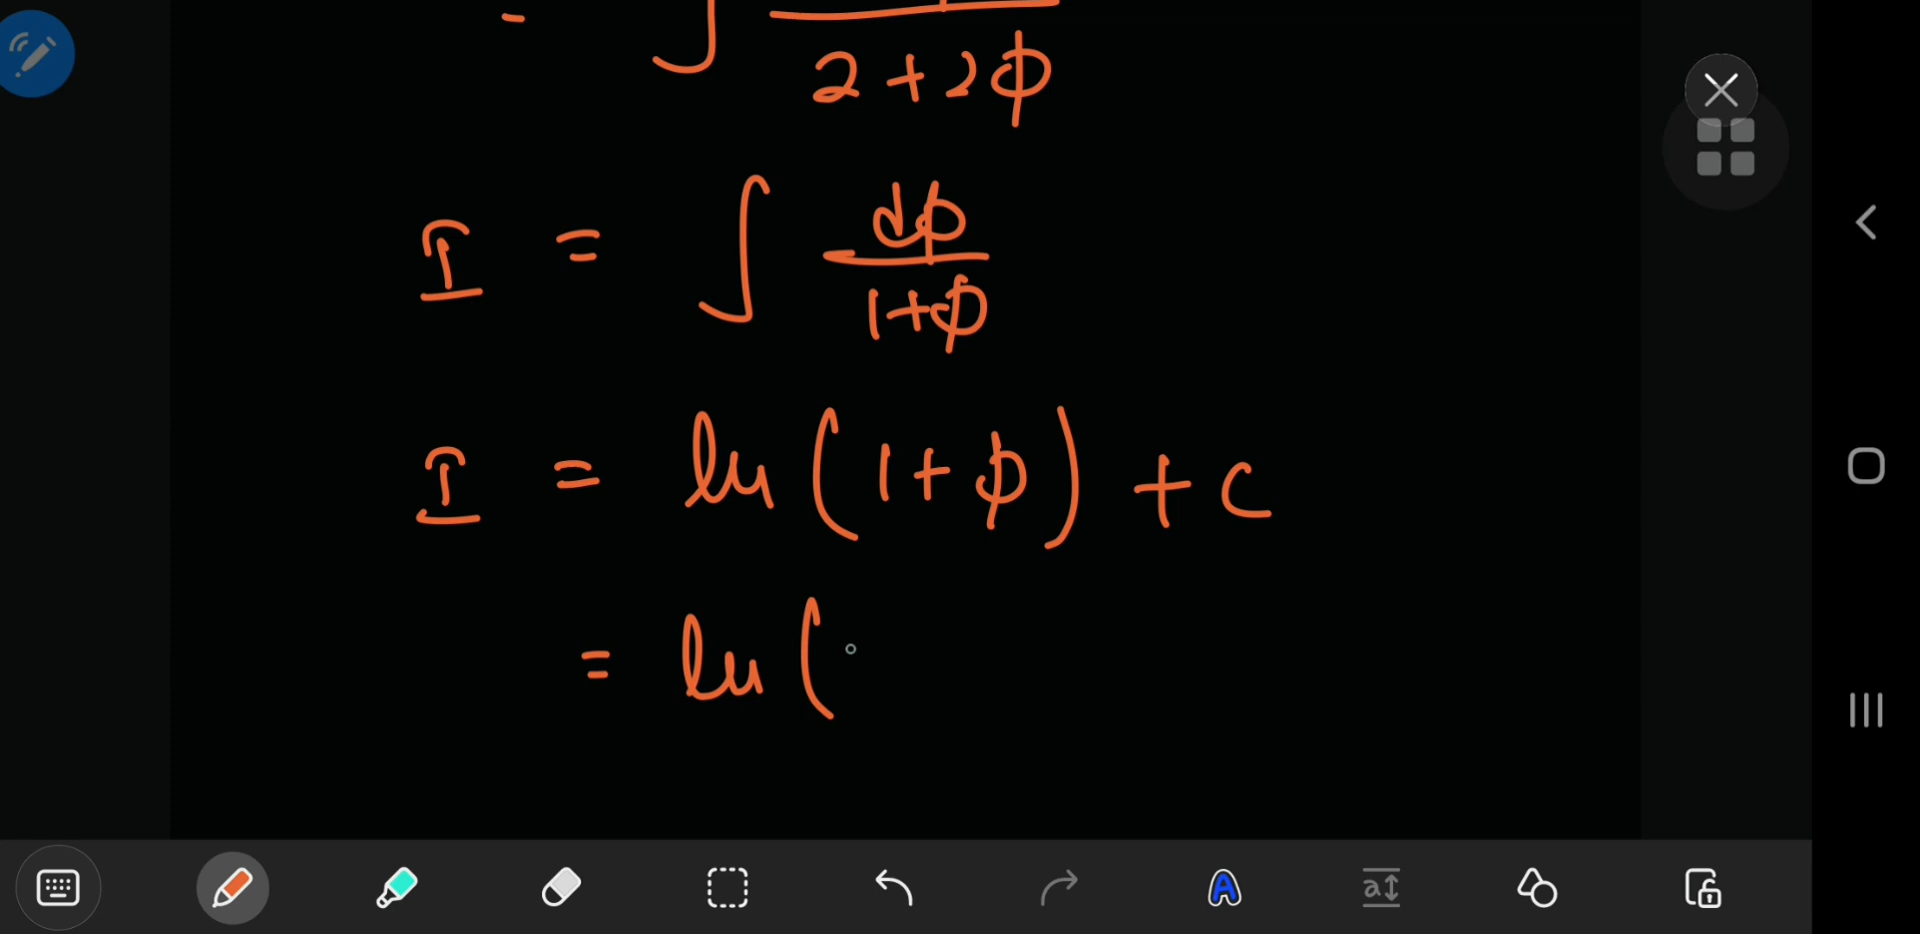 - ∫ 2 + 2ϕ
I = ∫ dϕ / 1+ϕ
I = ln (1+ϕ) + c
= ln (
A
a